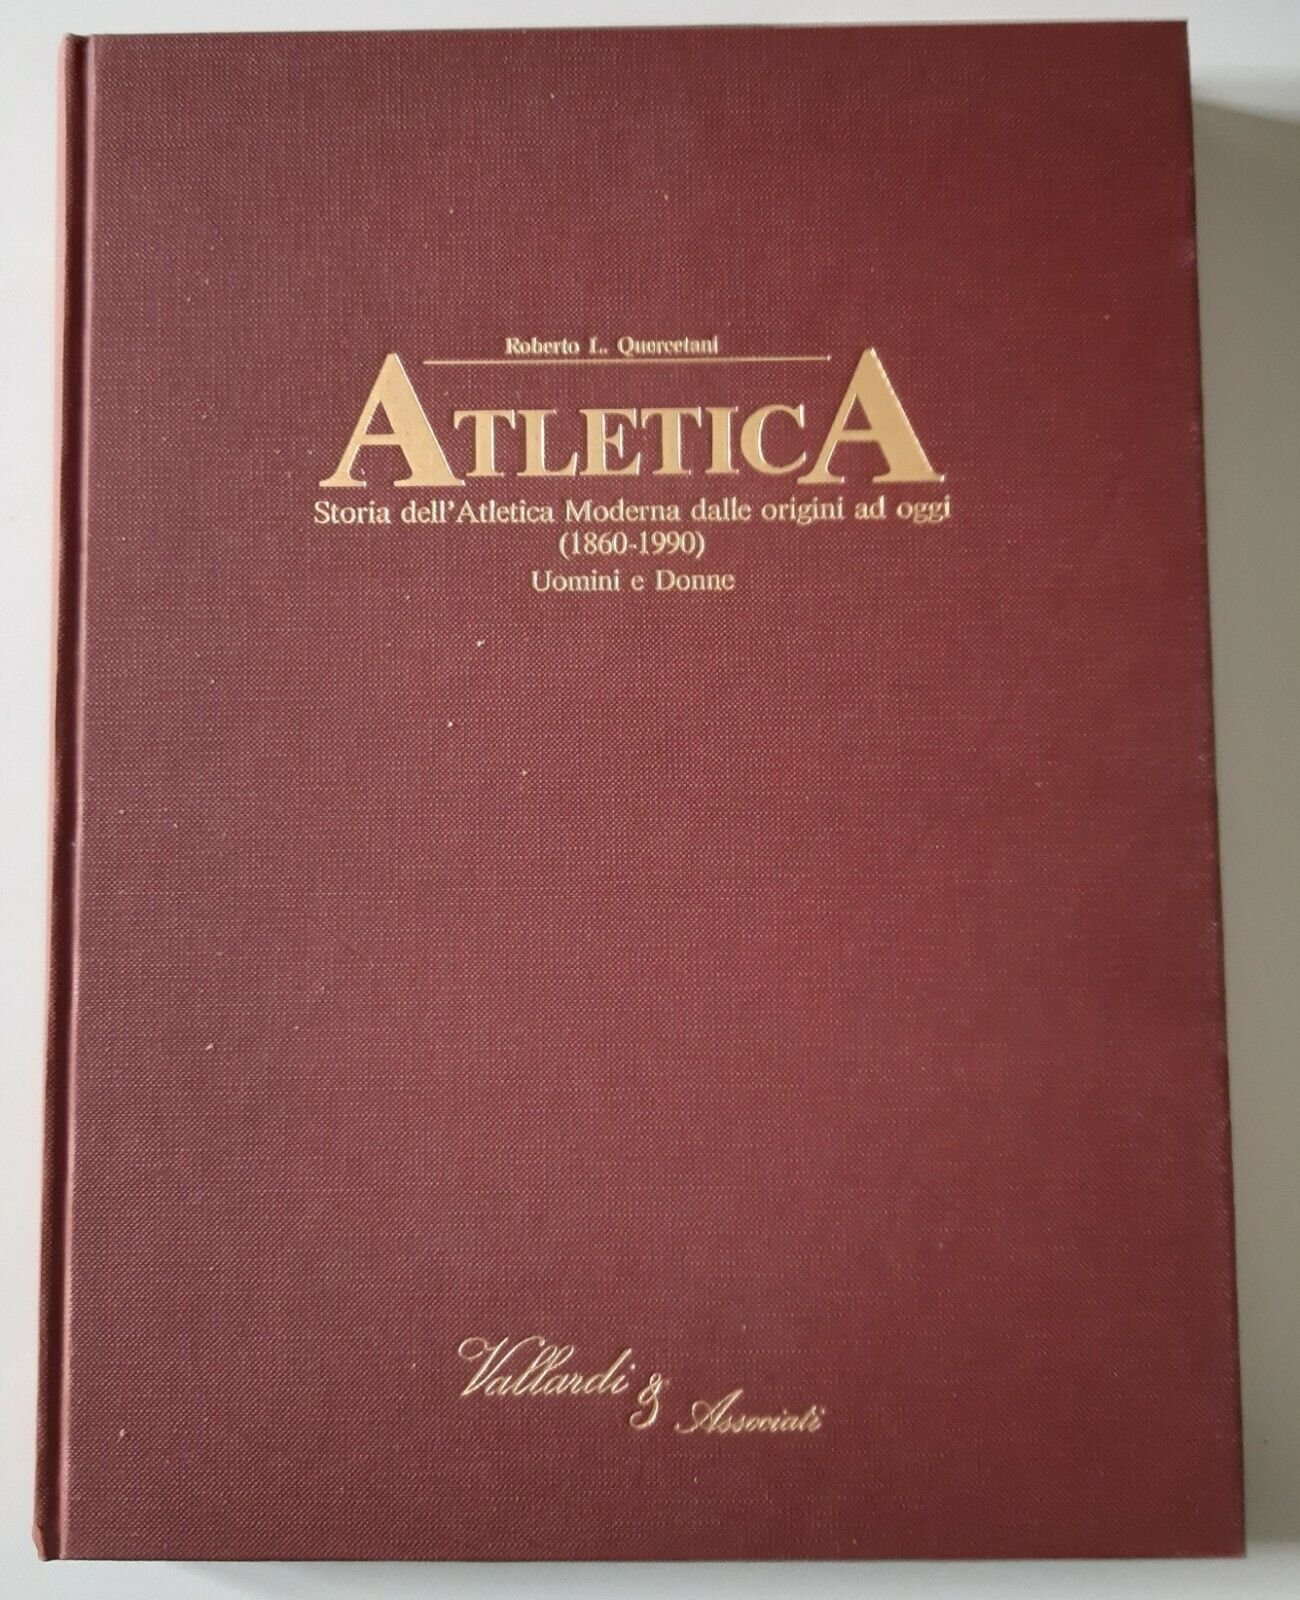 Roberto L. Quercetani
ATLETICA
Storia dell'Atletica Moderna dalle origini ad oggi
(1860-1990)
Uomini e Donne
Vallardi & Associati